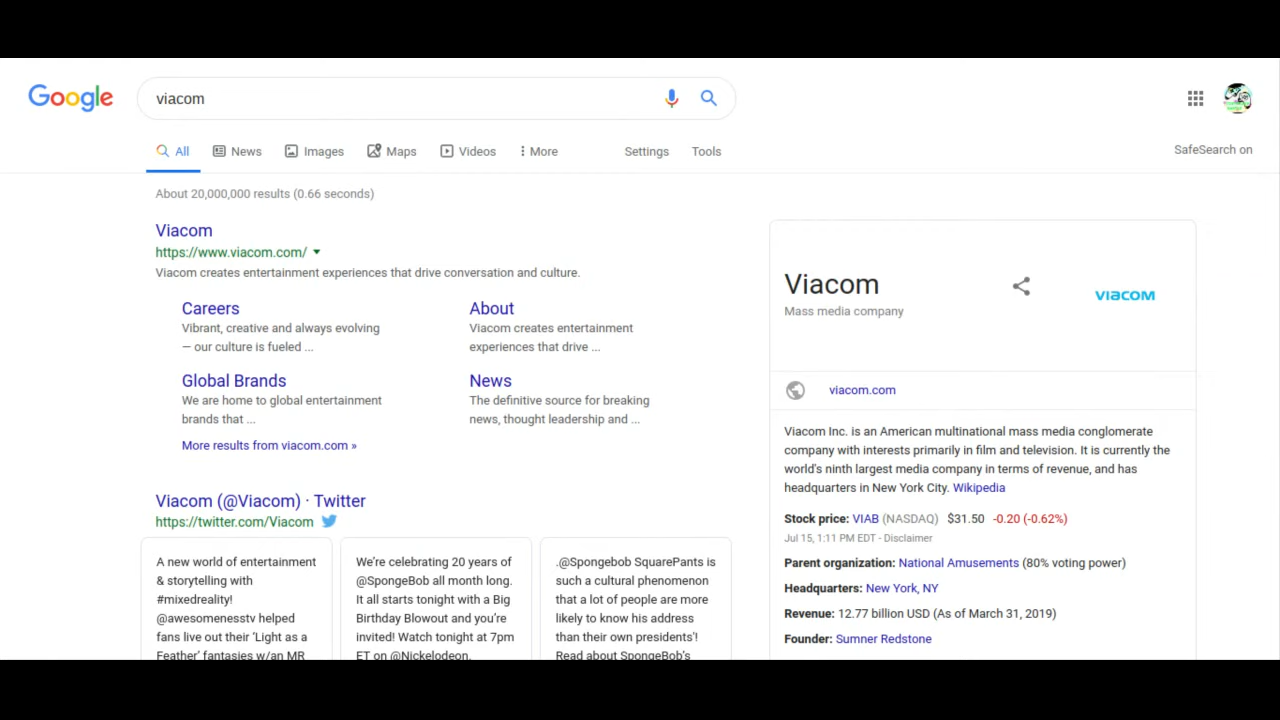 Google
viacom
All
News
Images
Maps
Videos
More
Settings
Tools
SafeSearch on
About 20,000,000 results (0.66 seconds)
Viacom
https://www.viacom.com/
Viacom creates entertainment experiences that drive conversation and culture.
Careers
Vibrant, creative and always evolving
— our culture is fueled ...
About
Viacom creates entertainment
experiences that drive ...
Global Brands
We are home to global entertainment
brands that ...
News
The definitive source for breaking
news, thought leadership and ...
More results from viacom.com »
Viacom (@Viacom) · Twitter
https://twitter.com/Viacom
A new world of entertainment
& storytelling with
#mixedreality!
@awesomenesstv helped
fans live out their ‘Light as a
Feather’ fantasies w/an MR
We’re celebrating 20 years of
@SpongeBob all month long.
It all starts tonight with a Big
Birthday Blowout and you’re
invited! Watch tonight at 7pm
ET on @Nickelodeon.
.@Spongebob SquarePants is
such a cultural phenomenon
that a lot of people are more
likely to know his address
than their own presidents’!
Read about SpongeBob’s
Viacom
Mass media company
VIACOM
viacom.com
Viacom Inc. is an American multinational mass media conglomerate
company with interests primarily in film and television. It is currently the
world's ninth largest media company in terms of revenue, and has
headquarters in New York City. Wikipedia
Stock price: VIAB (NASDAQ) $31.50 -0.20 (-0.62%)
Jul 15, 1:11 PM EDT - Disclaimer
Parent organization: National Amusements (80% voting power)
Headquarters: New York, NY
Revenue: 12.77 billion USD (As of March 31, 2019)
Founder: Sumner Redstone